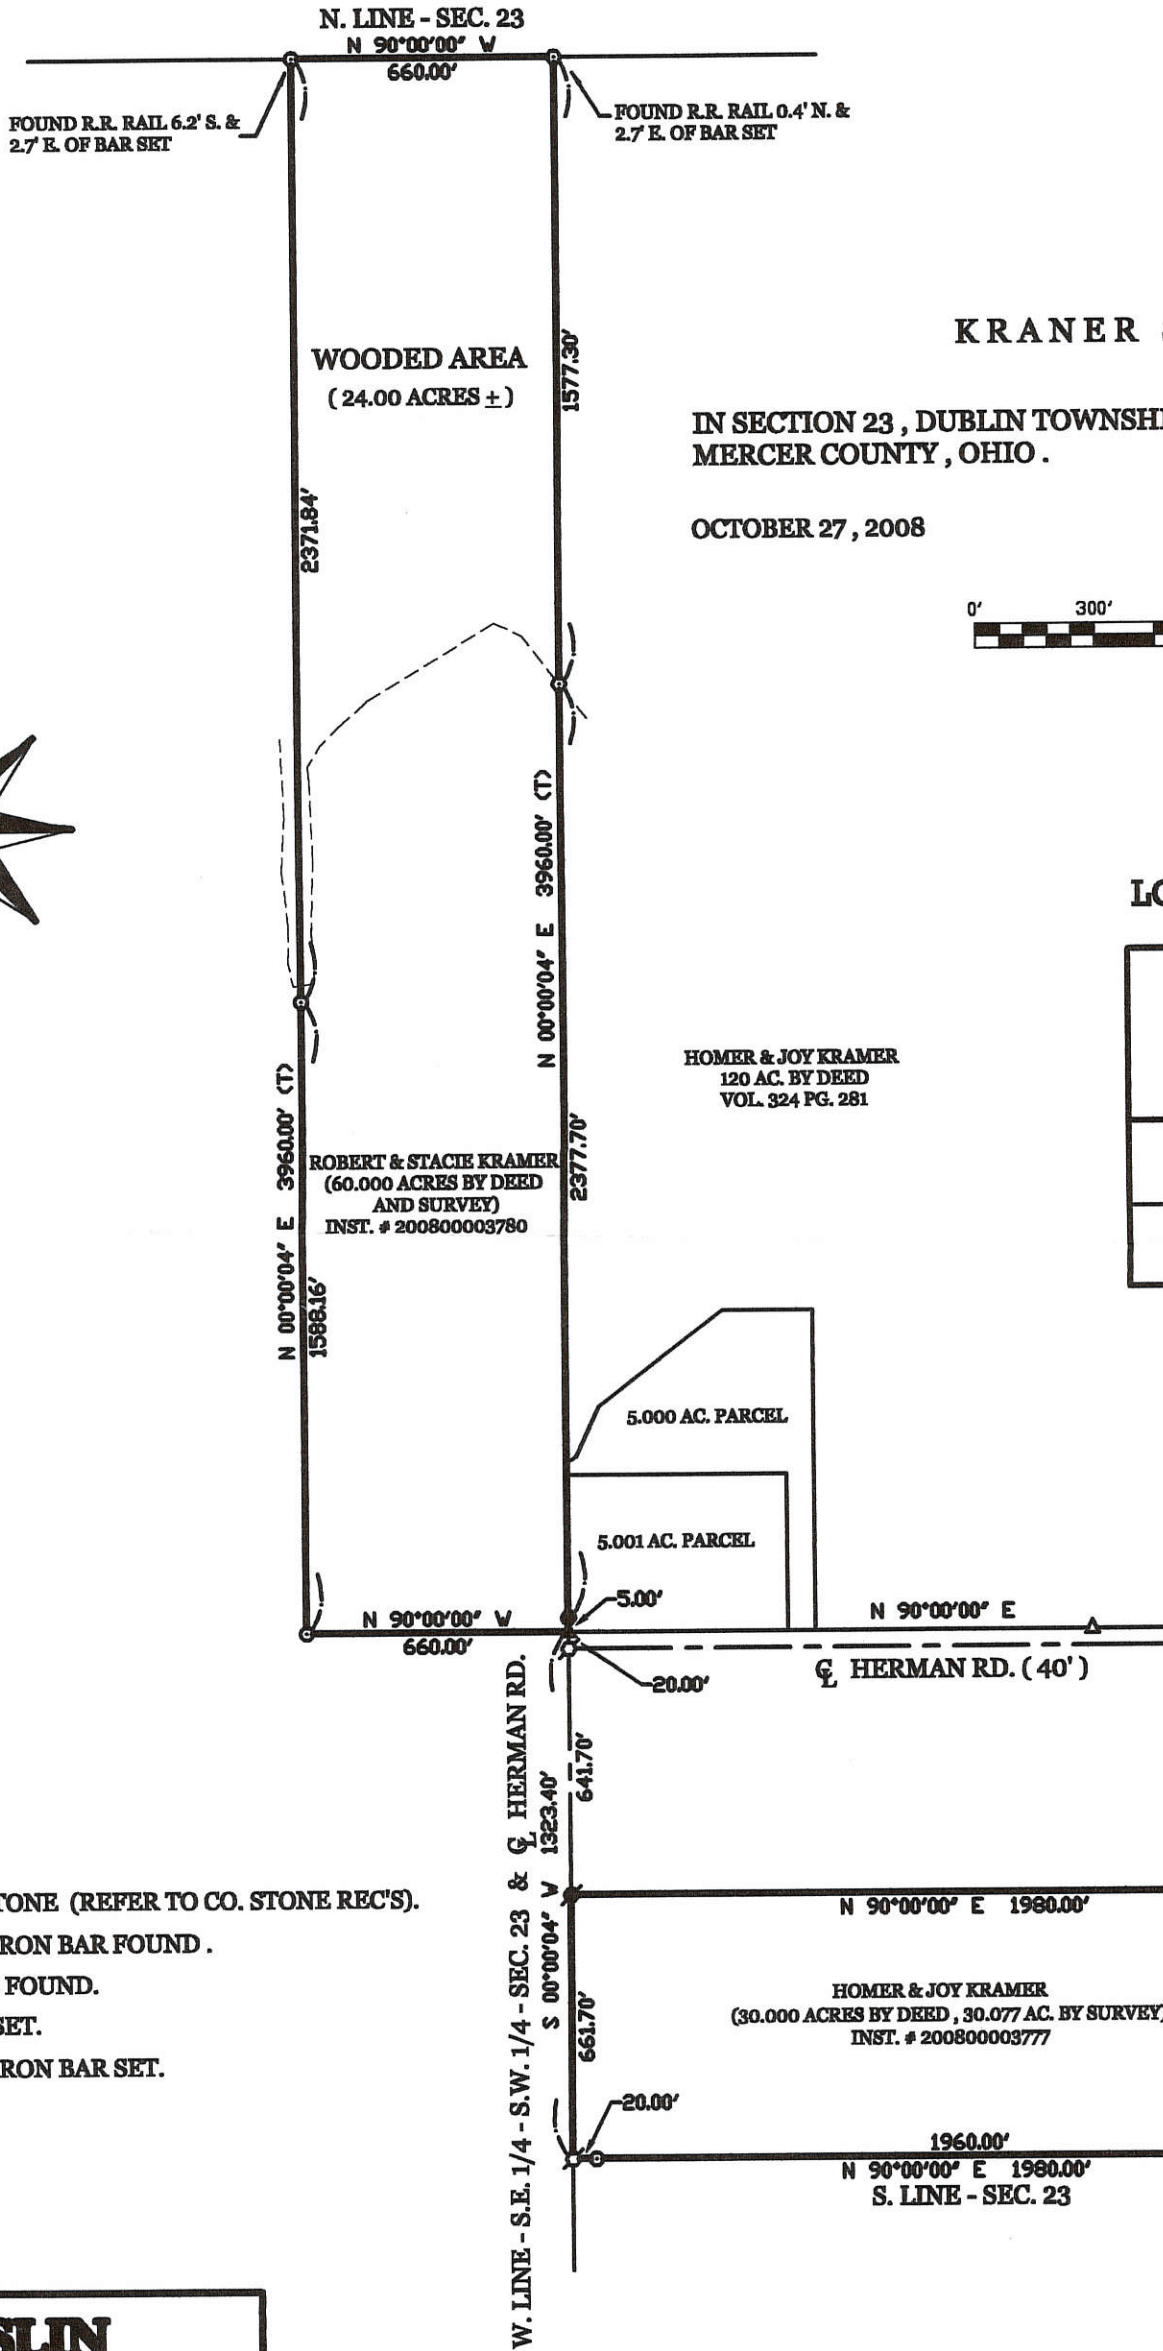 N. LINE - SEC. 23
N 90°00'00" W
660.00'
FOUND R.R. RAIL 6.2' S. &
2.7' E. OF BAR SET
FOUND R.R. RAIL 0.4' N. &
2.7' E. OF BAR SET
KRANER
WOODED AREA
( 24.00 ACRES ± )
1577.30'
IN SECTION 23 , DUBLIN TOWNSHI
MERCER COUNTY , OHIO .
OCTOBER 27 , 2008
2371.84'
0' 300'
N 00°00'04" E 3960.00' (T)
LO
HOMER & JOY KRAMER
120 AC. BY DEED
VOL. 324 PG. 281
N 00°00'04" E 3960.00' (T)
ROBERT & STACIE KRAMER
(60.000 ACRES BY DEED
AND SURVEY)
INST. # 200800003780
2377.70'
1588.16'
5.000 AC. PARCEL
5.001 AC. PARCEL
5.00'
N 90°00'00" W
660.00'
N 90°00'00" E
20.00'
℄ HERMAN RD. ( 40' )
W. LINE - S.E. 1/4 - S.W. 1/4 - SEC. 23 & ℄ HERMAN RD.
S 00°00'04" W 1323.40'
641.70'
TONE (REFER TO CO. STONE REC'S).
RON BAR FOUND .
FOUND.
SET.
RON BAR SET.
N 90°00'00" E 1980.00'
HOMER & JOY KRAMER
(30.000 ACRES BY DEED , 30.077 AC. BY SURVEY)
INST. # 200800003777
661.70'
20.00'
1960.00'
N 90°00'00" E 1980.00'
S. LINE - SEC. 23
SLIN